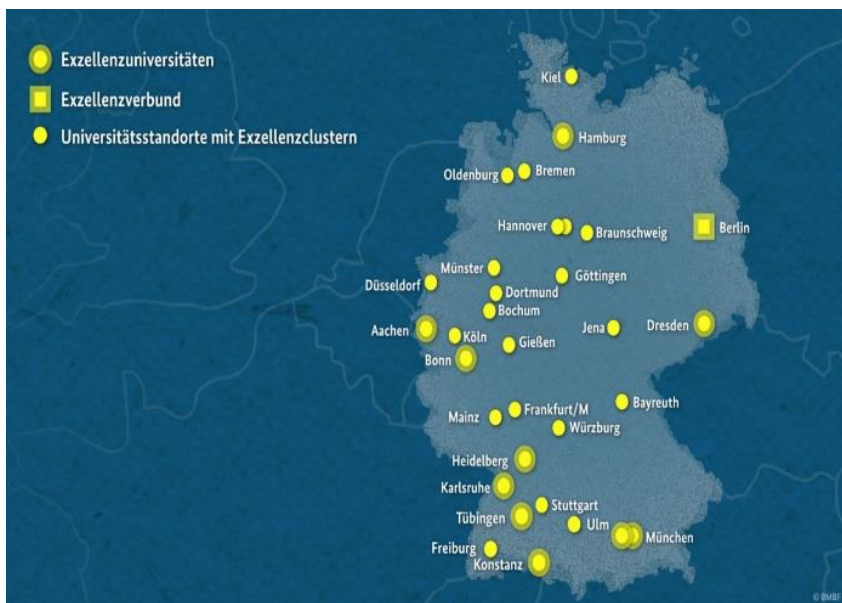 Exzellenzuniversitäten
Exzellenzverbund
Universitätsstandorte mit Exzellenzclustern
Kiel
Hamburg
Oldenburg
Bremen
Hannover
Braunschweig
Berlin
Münster
Göttingen
Düsseldorf
Dortmund
Bochum
Aachen
Köln
Gießen
Jena
Dresden
Bonn
Mainz
Frankfurt/M
Bayreuth
Würzburg
Heidelberg
Karlsruhe
Stuttgart
Tübingen
Ulm
München
Freiburg
Konstanz
© BMBF